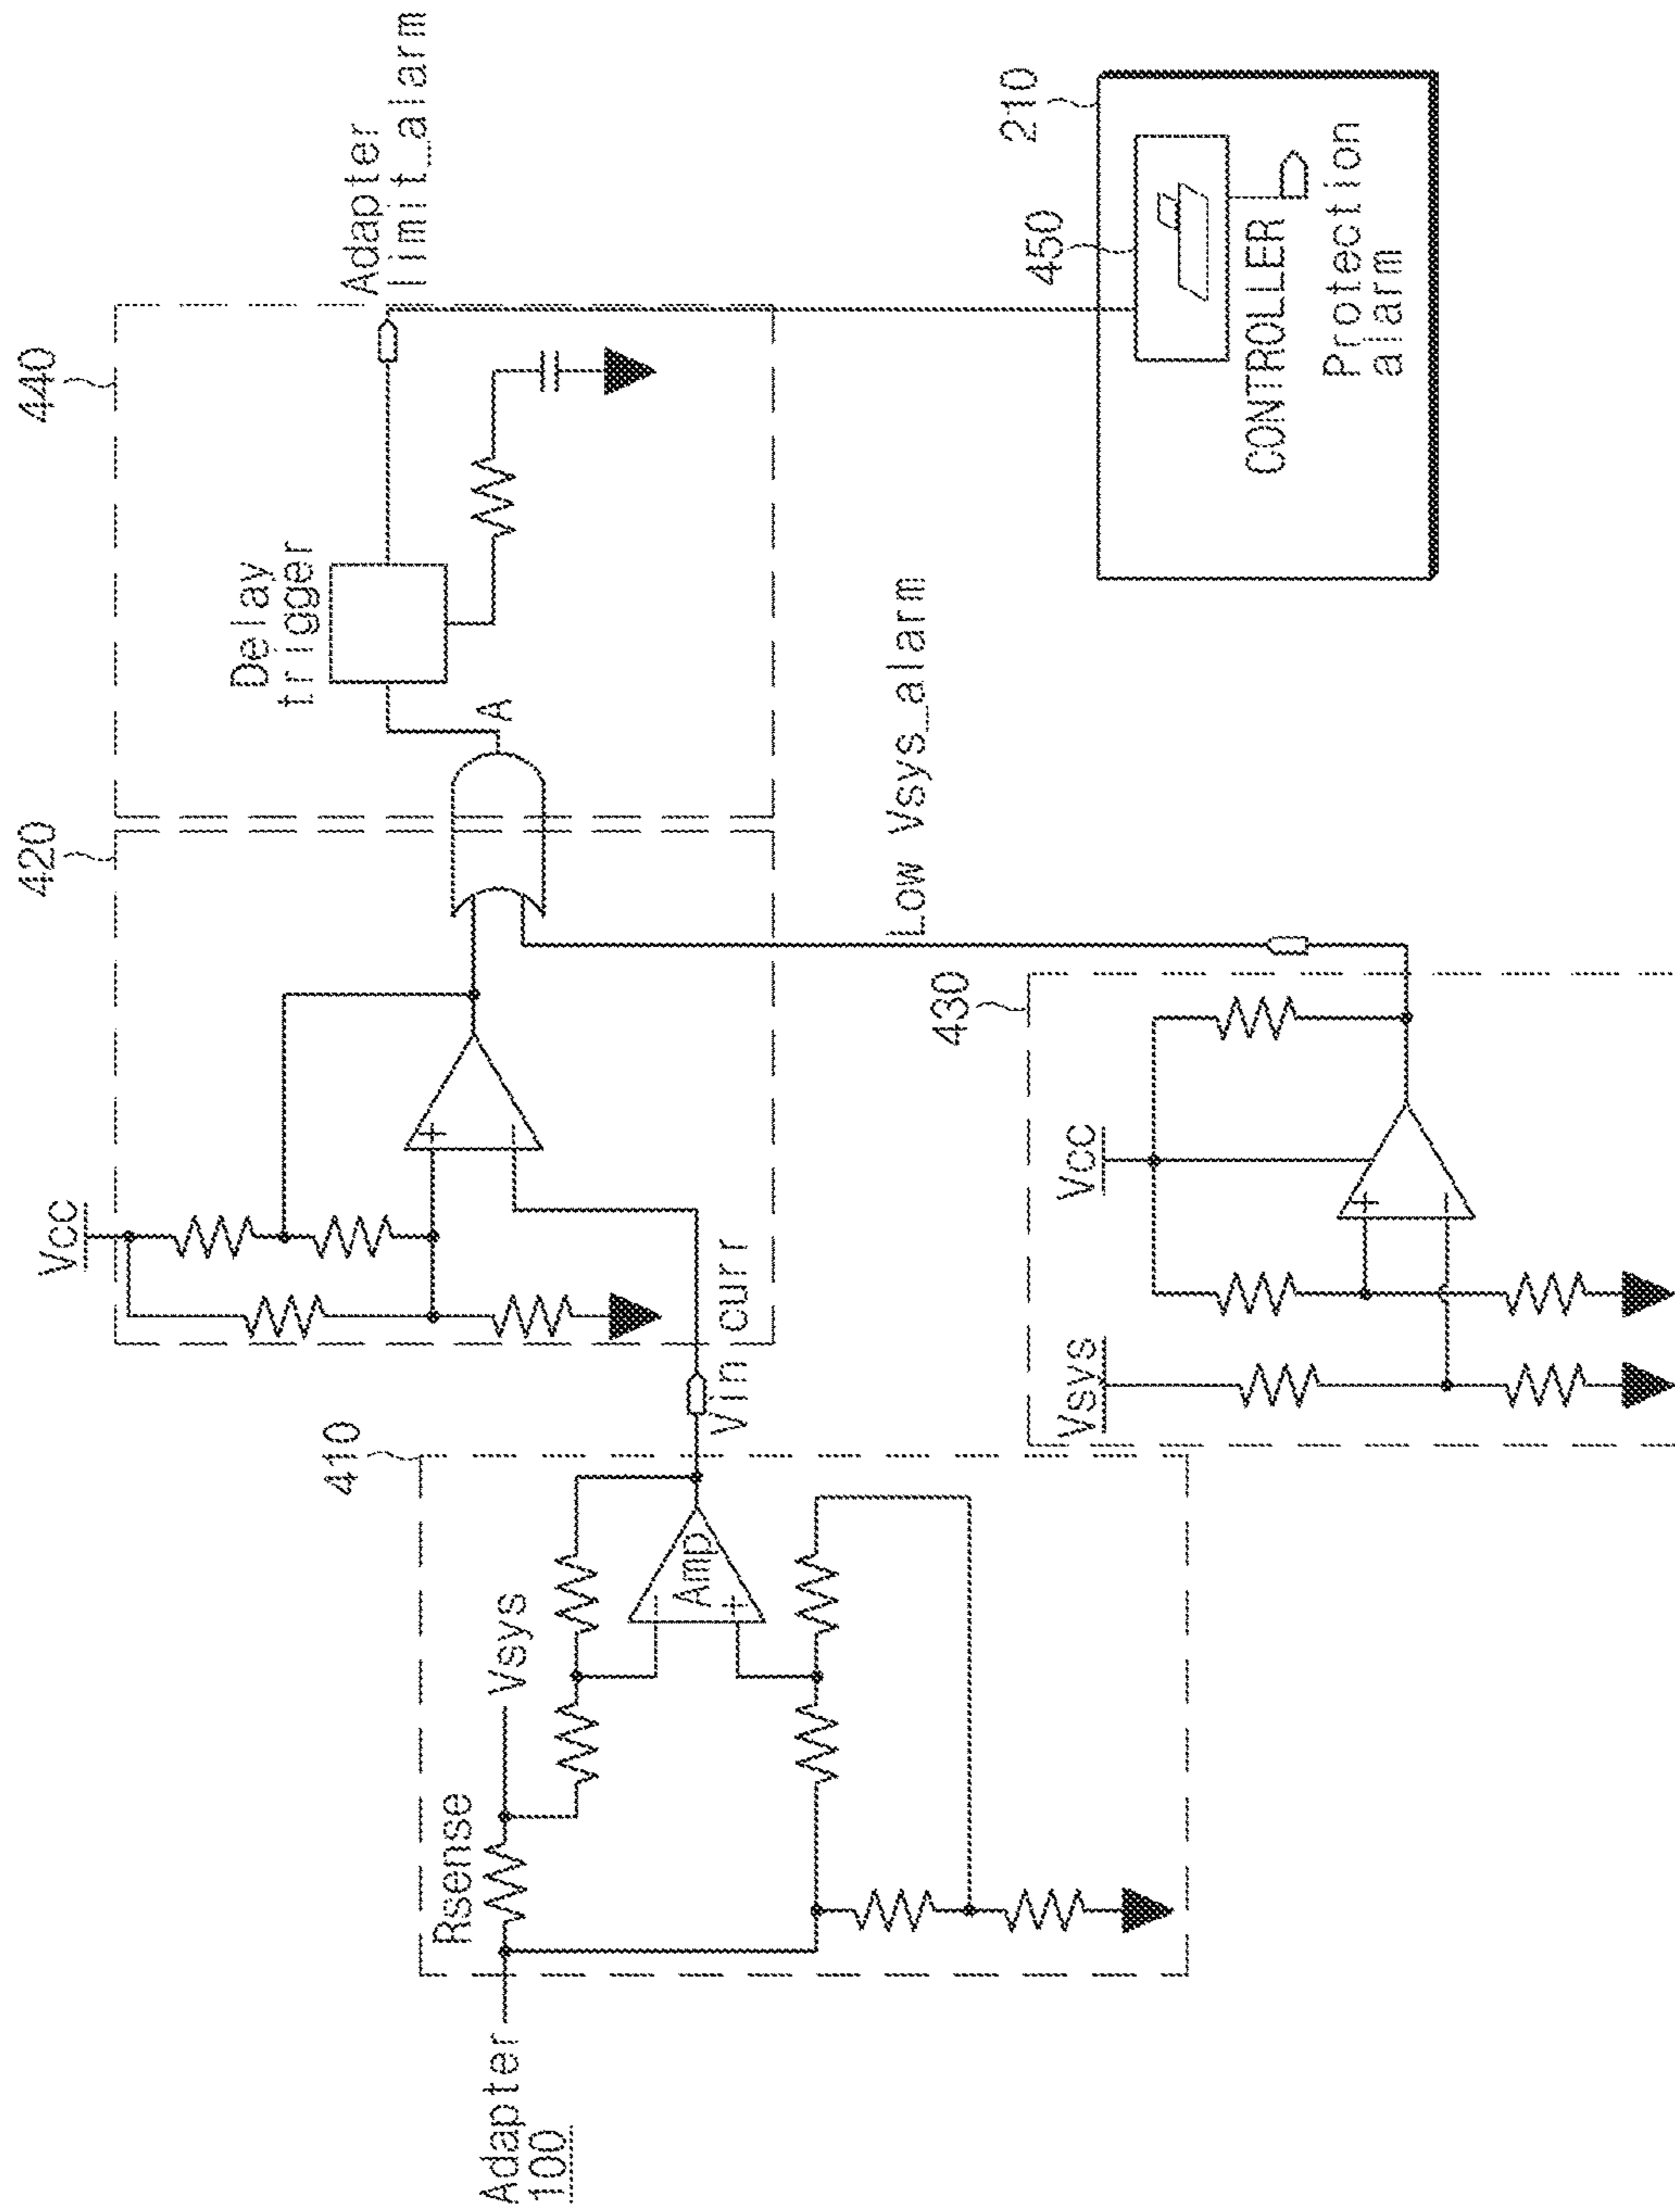 440
Adapter
limit_alarm
Delay
trigger
A
420
Vcc
+
−
Vin curr
410
Rsense
Vsys
Amp
−
+
Adapter
100
Low Vsys_alarm
430
Vcc
Vsys
+
−
210
450
CONTROLLER
Protection
alarm